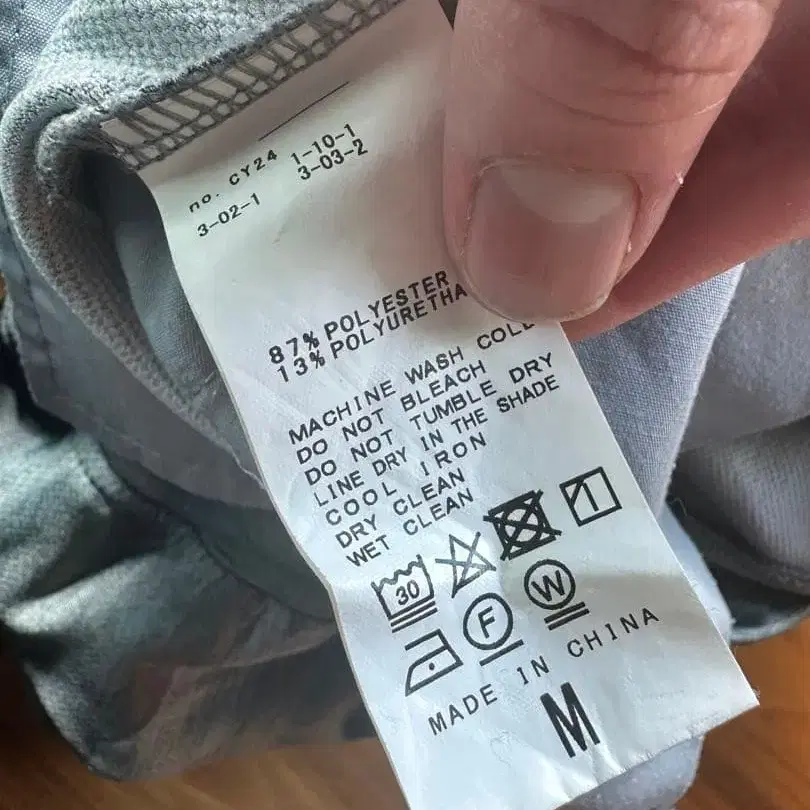 no. CY24 1-10-1
3-02-1 3-03-2
87% POLYESTER
13%
MACHINE WASH
DO NOT BLEACH
DO NOT TUMBLE DRY
LINE DRY IN THE SHADE
COOL IRON
DRY CLEAN
WET CLEAN
30
F W
MADE IN CHINA
M